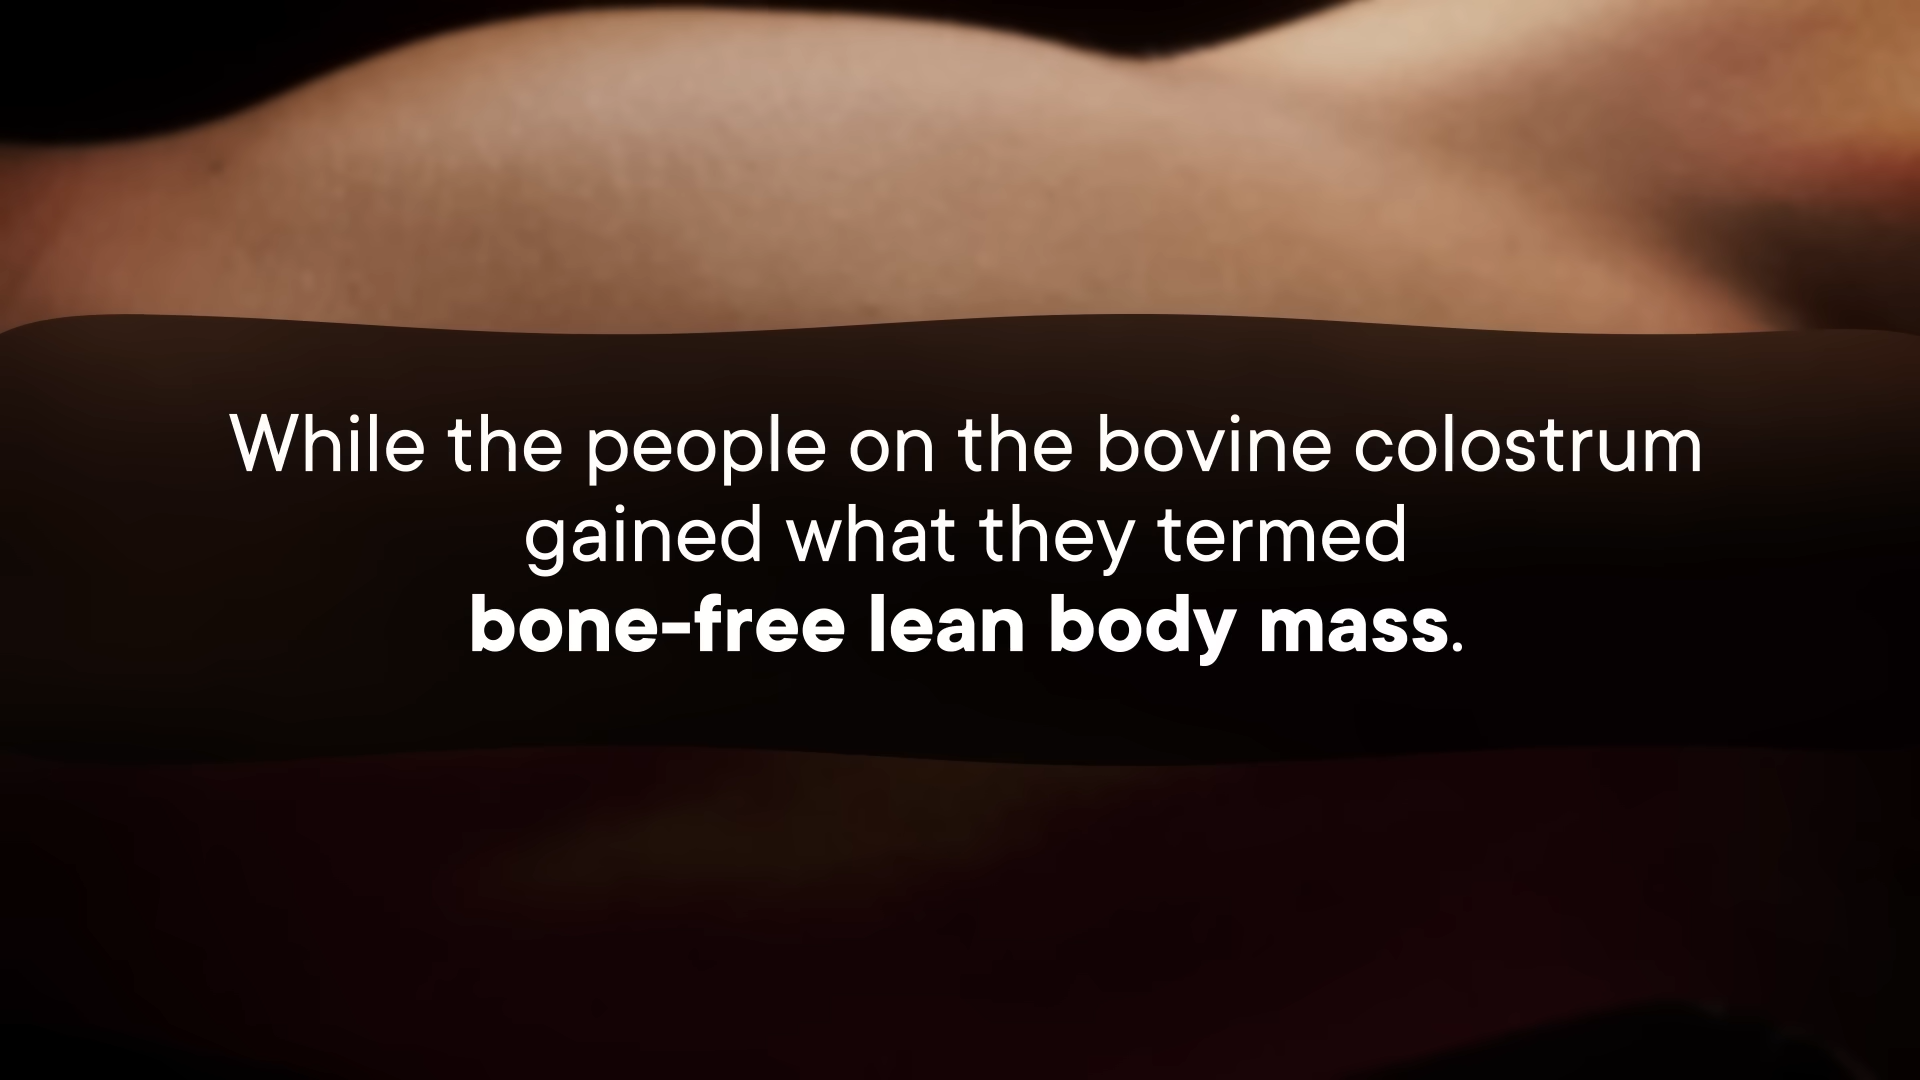 While the people on the bovine colostrum
gained what they termed
bone-free lean body mass.